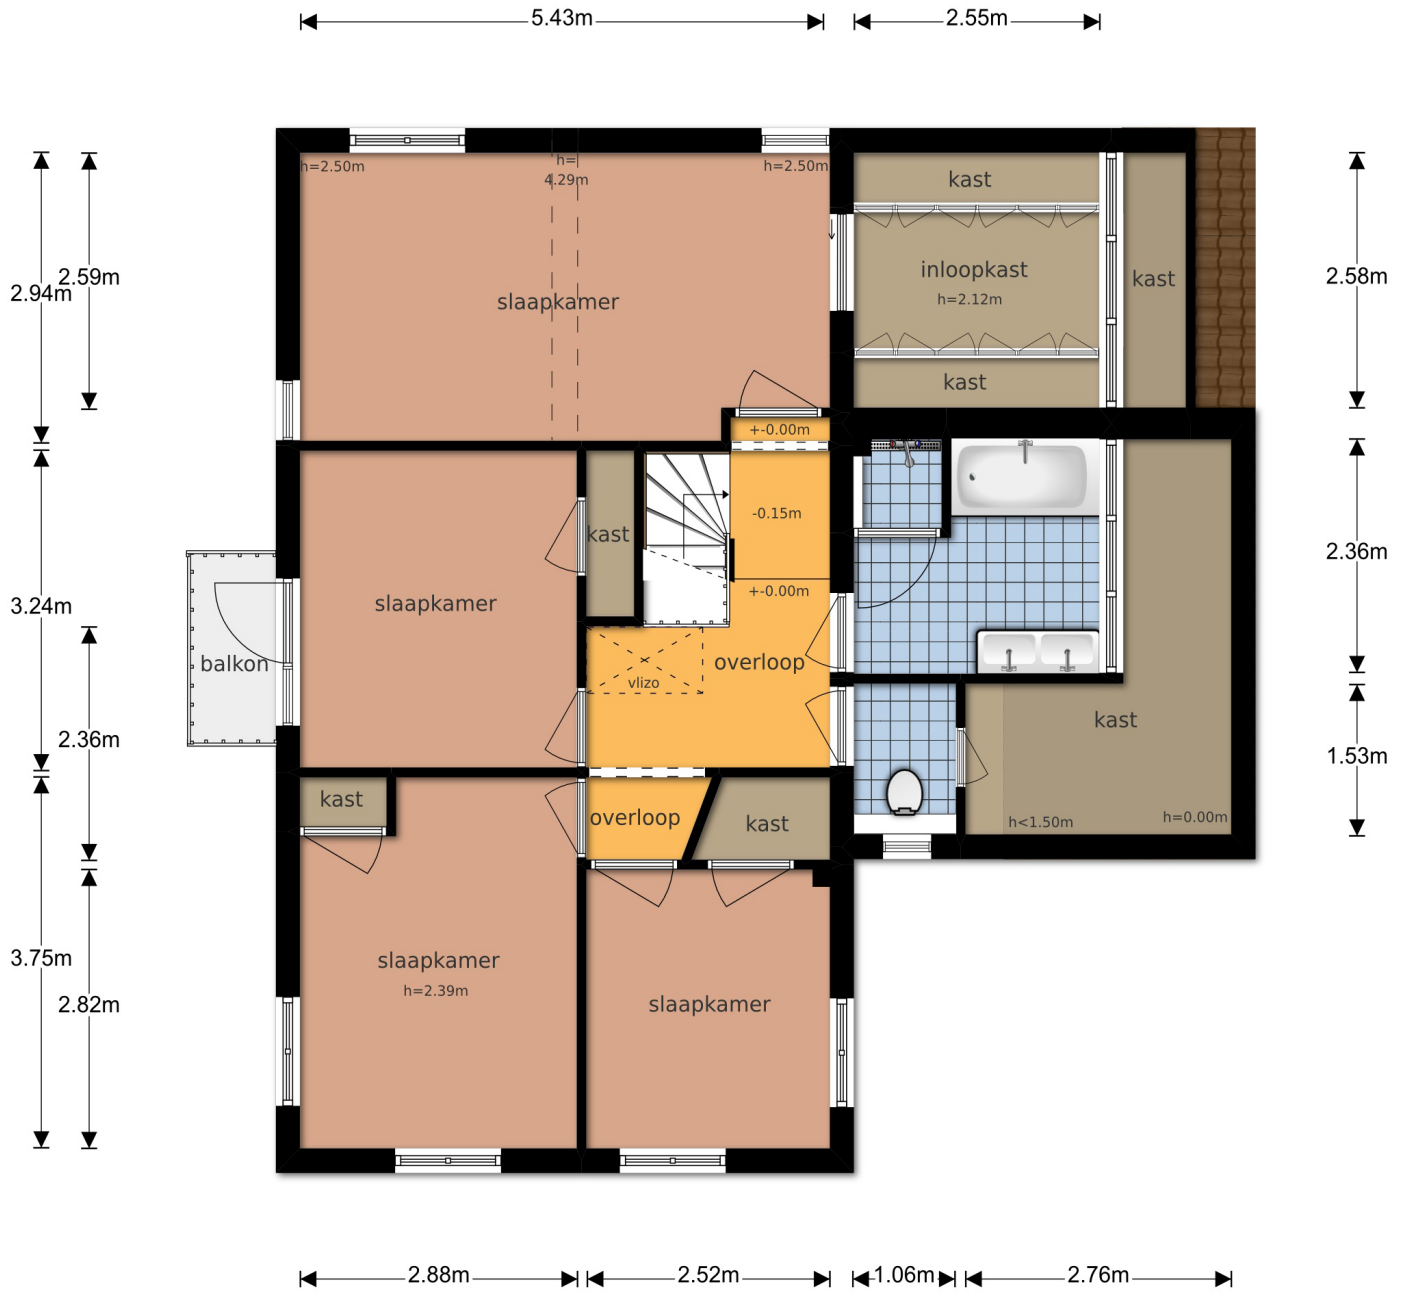 5.43m
2.55m
h=2.50m
h=
4.29m
h=2.50m
kast
2.94m
2.59m
slaapkamer
inloopkast
h=2.12m
kast
2.58m
kast
+-0.00m
-0.15m
kast
2.36m
+-0.00m
3.24m
slaapkamer
balkon
vlizo
overloop
2.36m
kast
1.53m
kast
overloop
kast
h<1.50m
h=0.00m
3.75m
slaapkamer
h=2.39m
2.82m
slaapkamer
2.88m
2.52m
1.06m
2.76m